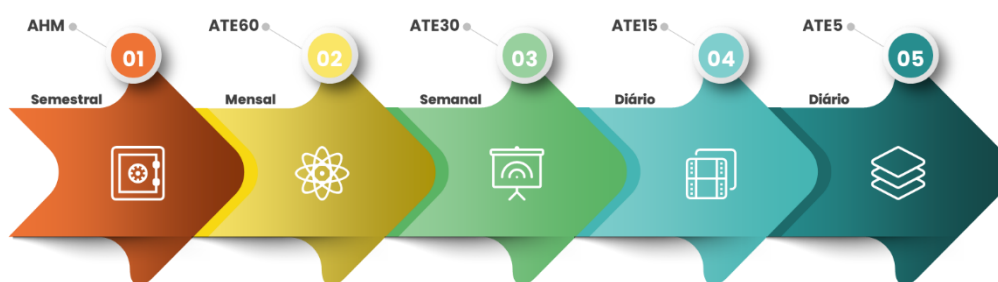 AHM
01
Semestral
ATE60
02
Mensal
ATE30
03
Semanal
ATE15
04
Diário
ATE5
05
Diário